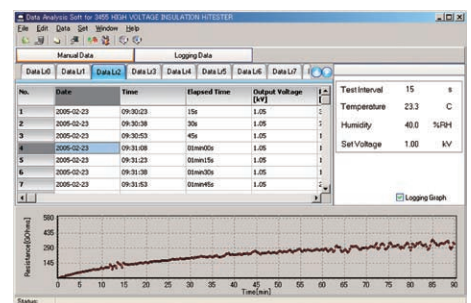 Data Analysis Soft for 3455 HIGH VOLTAGE INSULATION HiTESTER
File Edit Data Set Window Help
Manual Data Logging Data
Data Lr0 Data Lr1 Data Lr2 Data Lr3 Data Lr4 Data Lr5 Data Lr6 Data Lr7
No. Date Time Elapsed Time Output Voltage [kV]
1 2005-02-23 09:30:23 15s 1.05
2 2005-02-23 09:30:38 30s 1.05
3 2005-02-23 09:30:53 45s 1.05
4 2005-02-23 09:31:08 01min00s 1.05
5 2005-02-23 09:31:23 01min15s 1.05
6 2005-02-23 09:31:38 01min30s 1.05
7 2005-02-23 09:31:53 01min45s 1.05
Test Interval 15 s
Temperature 23.3 C
Humidity 40.0 %RH
Set Voltage 1.00 kV
Logging Graph
Resistance[GOhms]
580
435
290
145
0 5 10 15 20 25 30 35 40 45 50 55 60 65 70 75 80 85 90
Time[min]
Status: